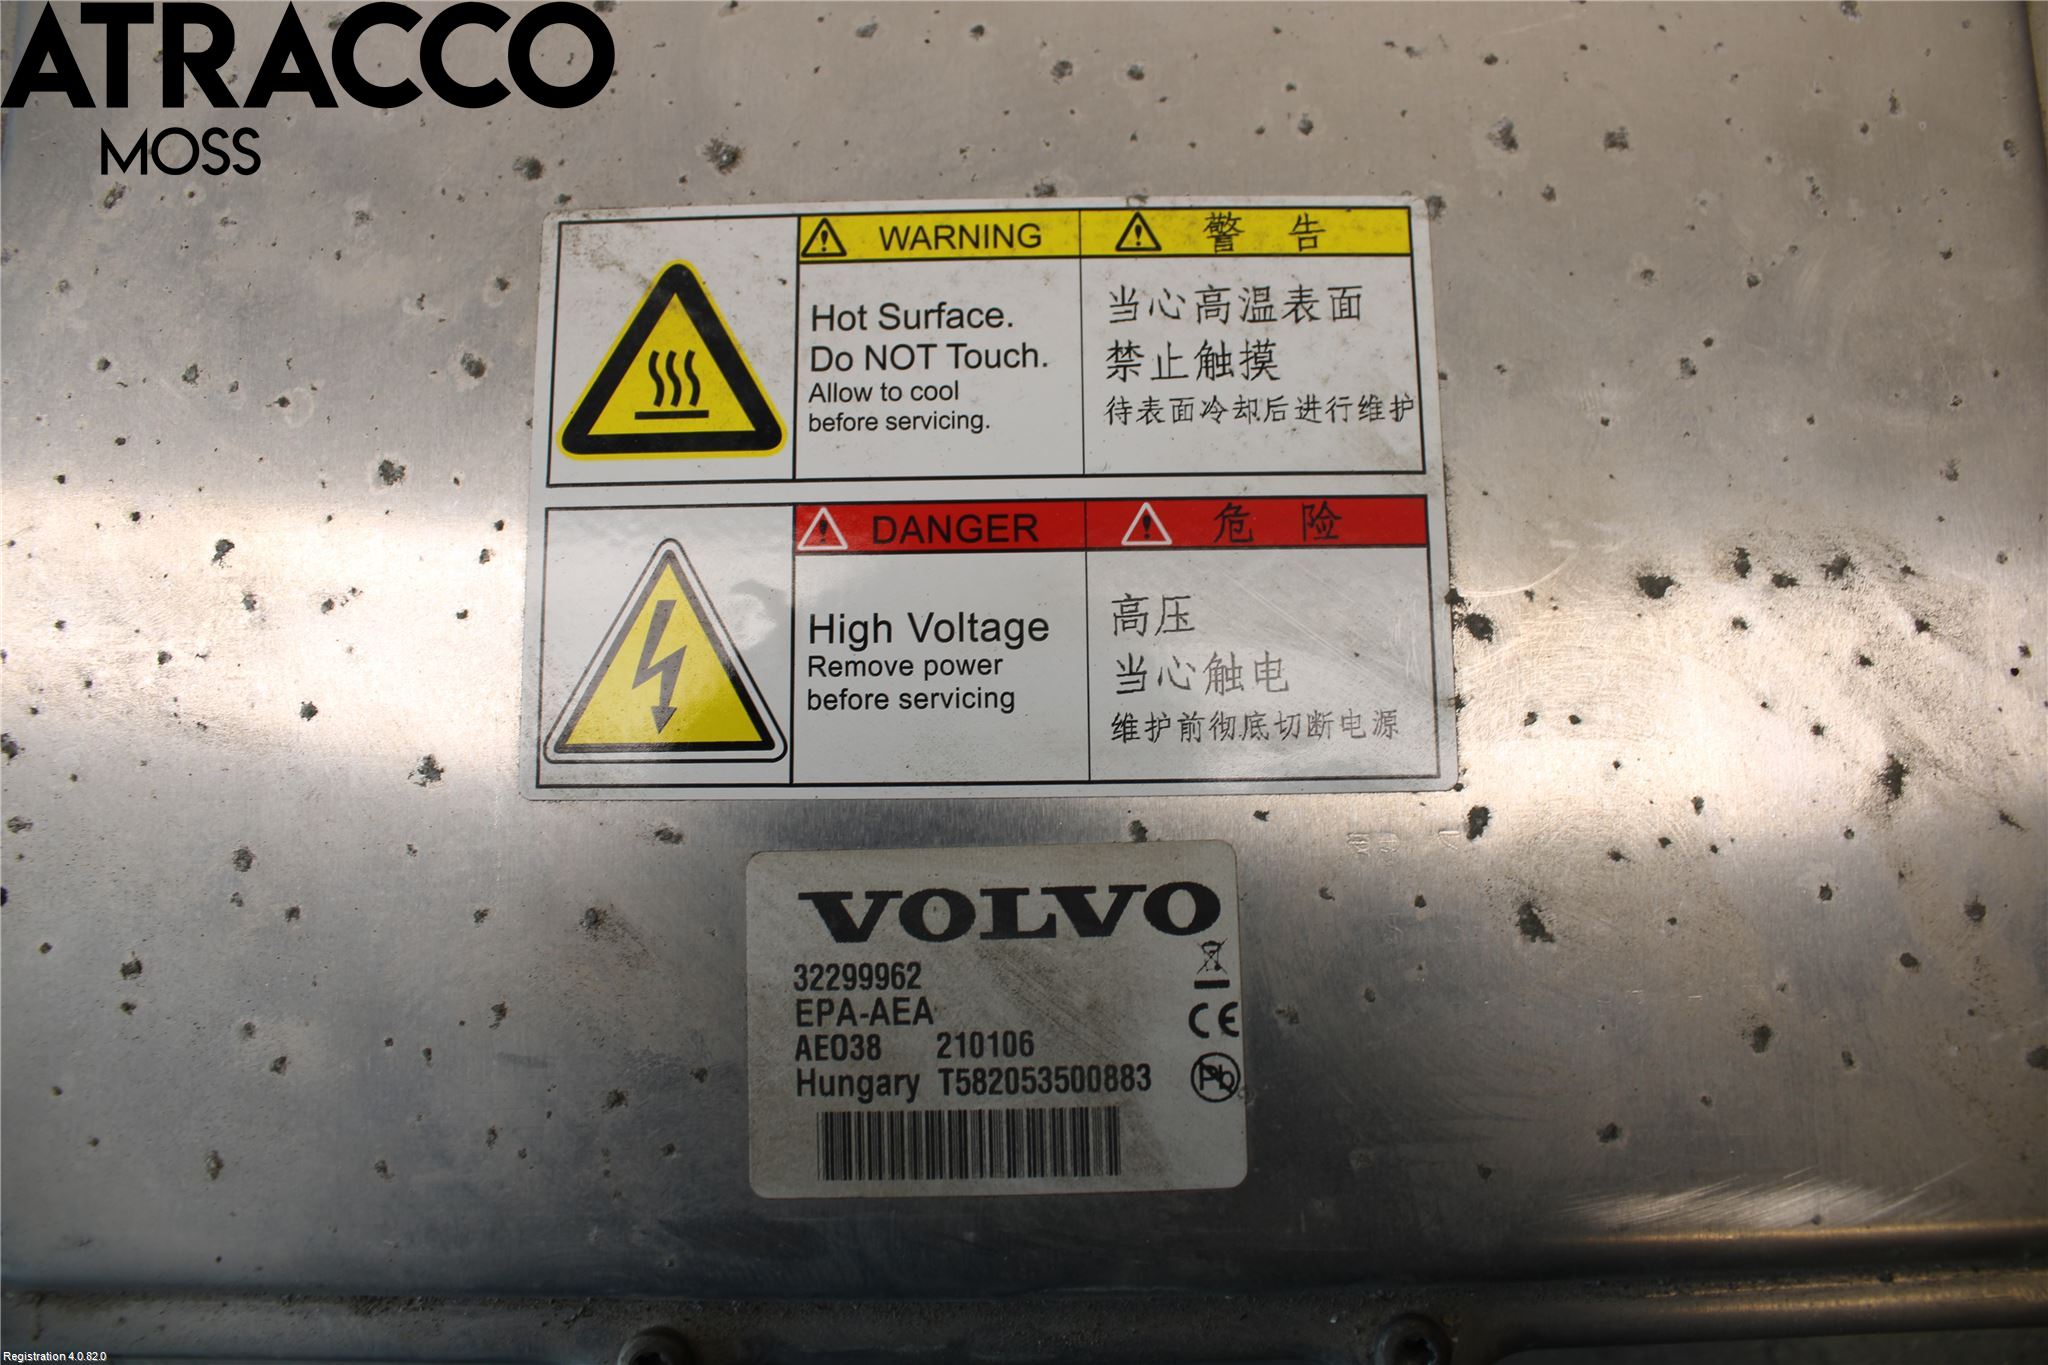 ATRACCO
MOSS
WARNING
Hot Surface.
Do NOT Touch.
Allow to cool
before servicing.
警 告
当心高温表面
禁止触摸
待表面冷却后进行维护
DANGER
High Voltage
Remove power
before servicing
危 险
高压
当心触电
维护前彻底切断电源
VOLVO
32299962
EPA-AEA
AEO38 210106
Hungary T582053500883
CE
Pb
Registration 4.0.82.0